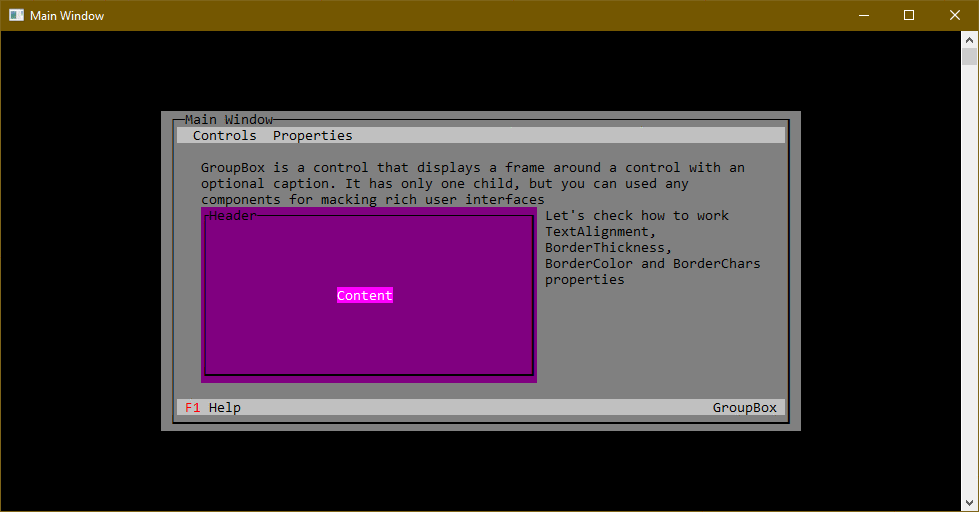 Main Window
Main Window
Controls Properties
GroupBox is a control that displays a frame around a control with an
optional caption. It has only one child, but you can used any
components for macking rich user interfaces
Header
Content
Let's check how to work
TextAlignment,
BorderThickness,
BorderColor and BorderChars
properties
F1 Help GroupBox